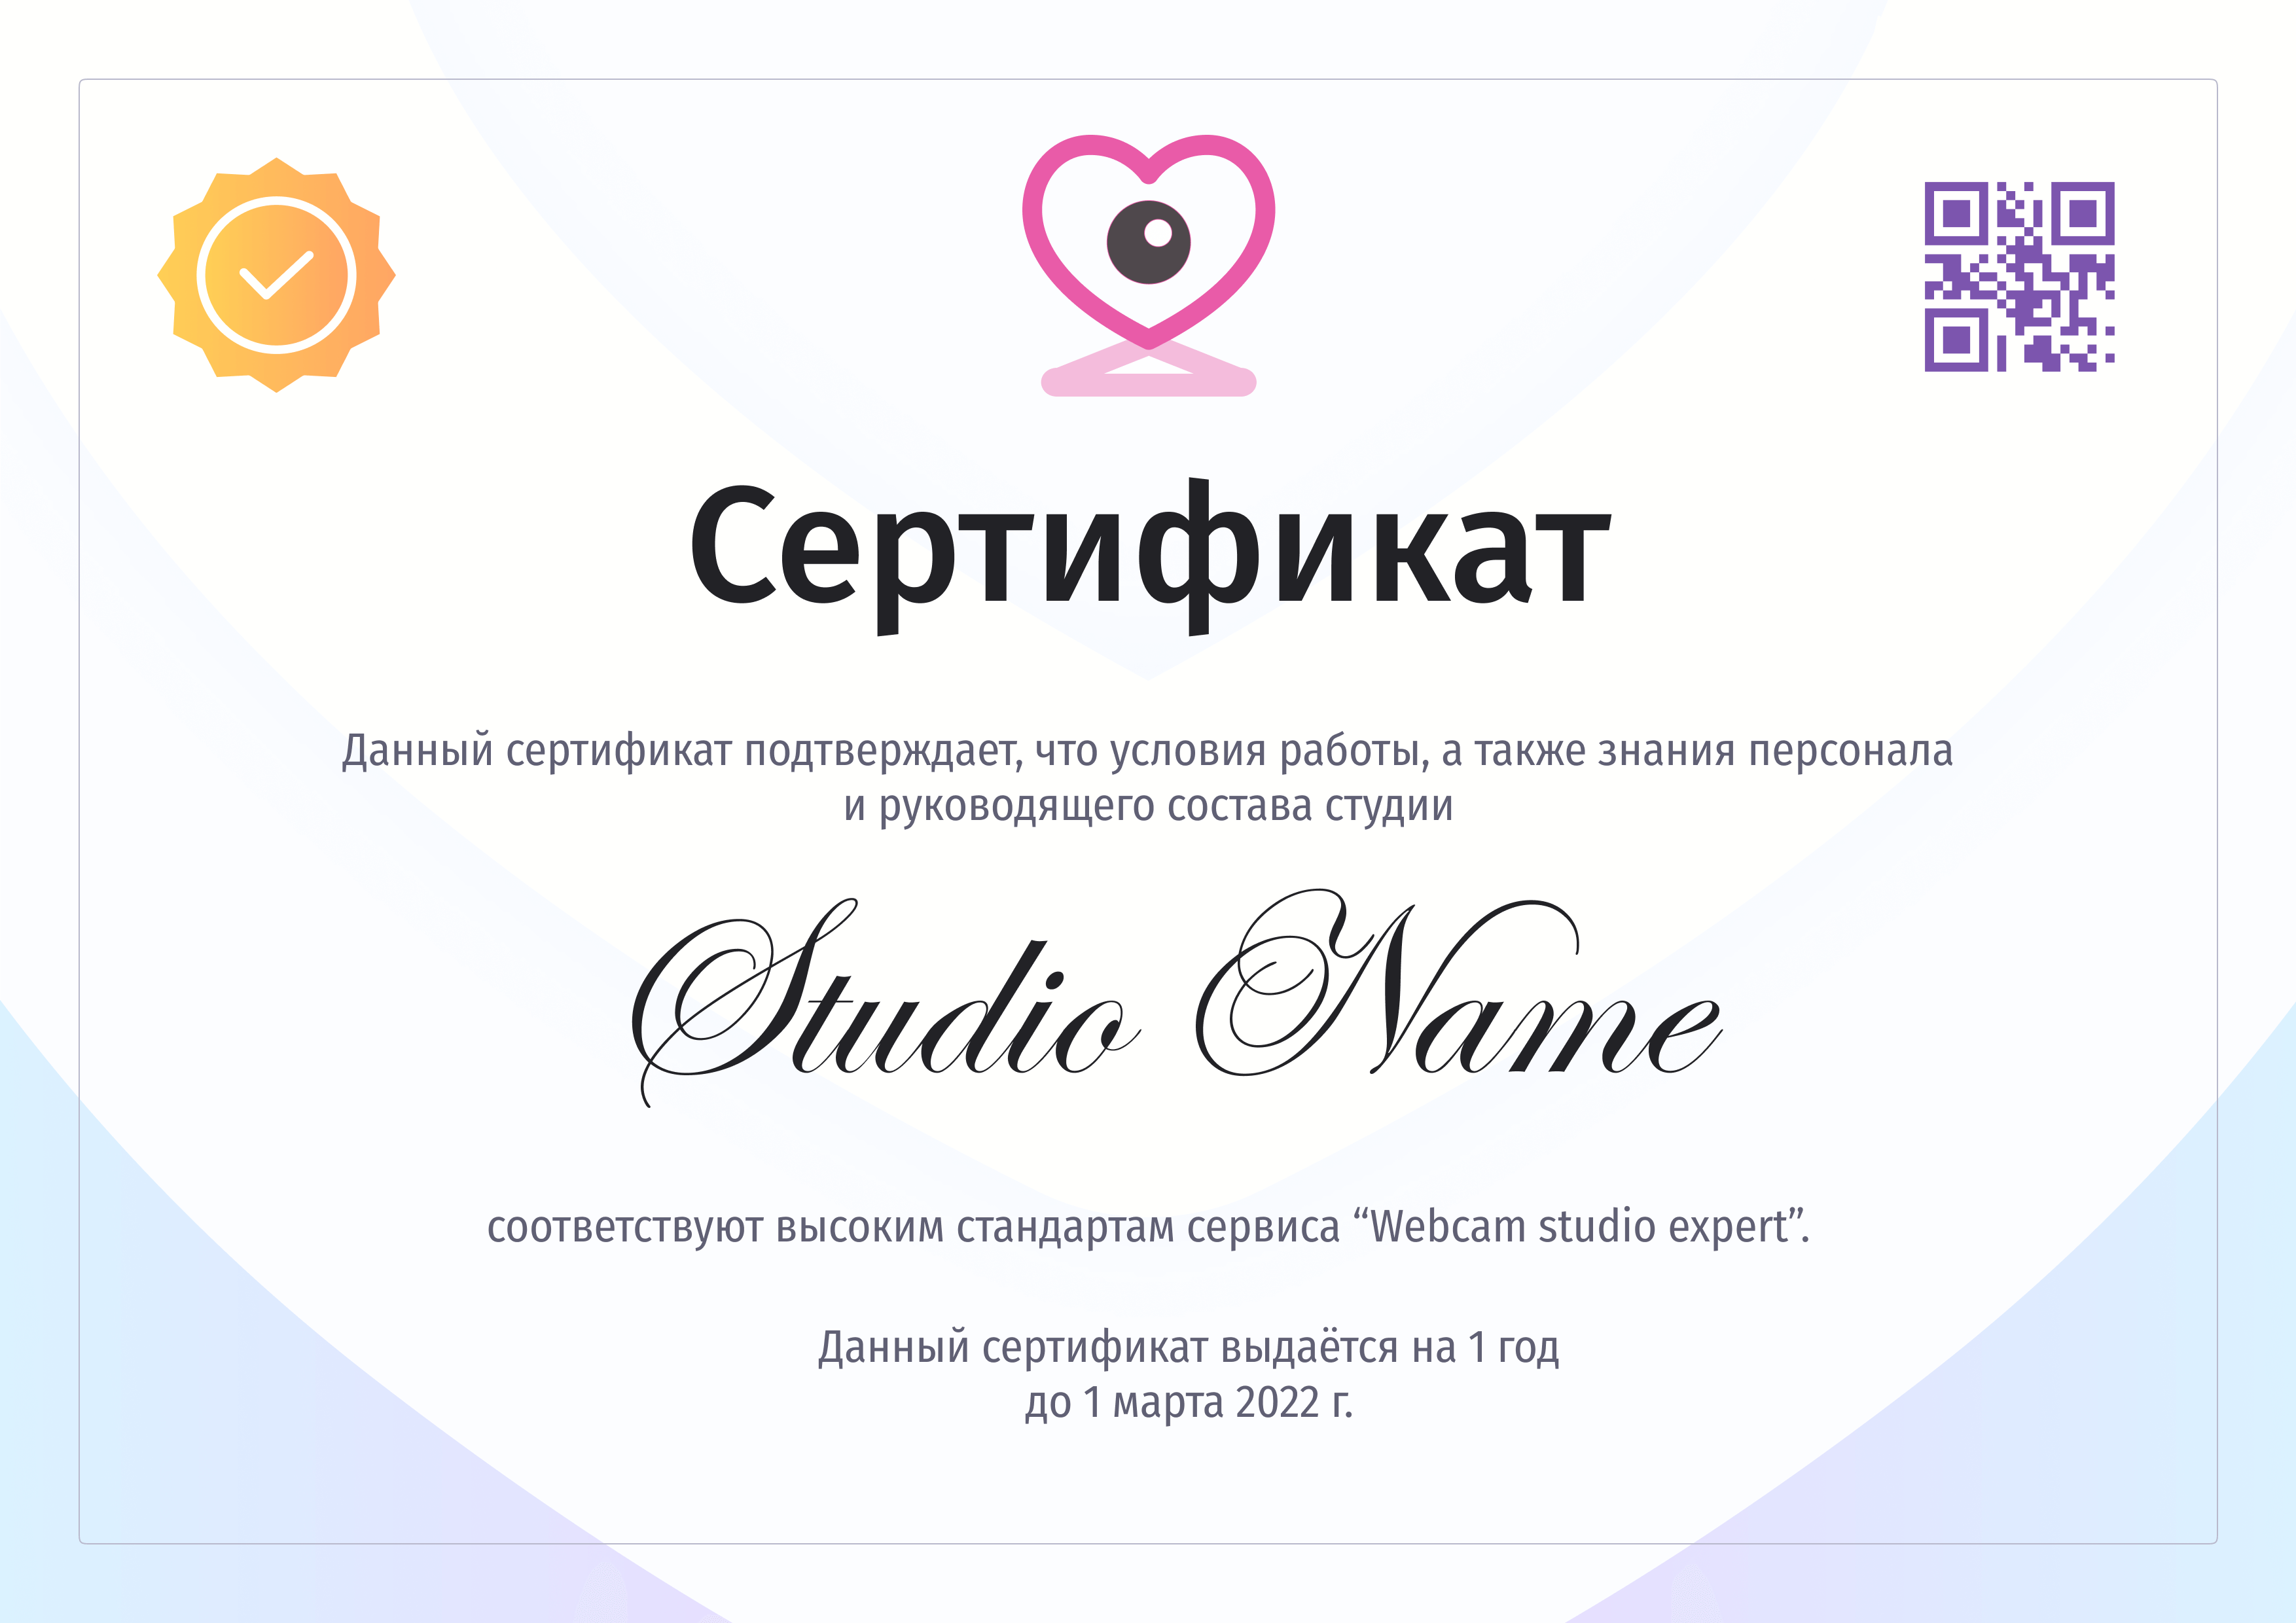 Сертификат
Данный сертификат подтверждает, что условия работы, а также знания персонала
и руководящего состава студии
Studio Name
соответствуют высоким стандартам сервиса “Webcam studio expert”.
Данный сертификат выдаётся на 1 год
до 1 марта 2022 г.